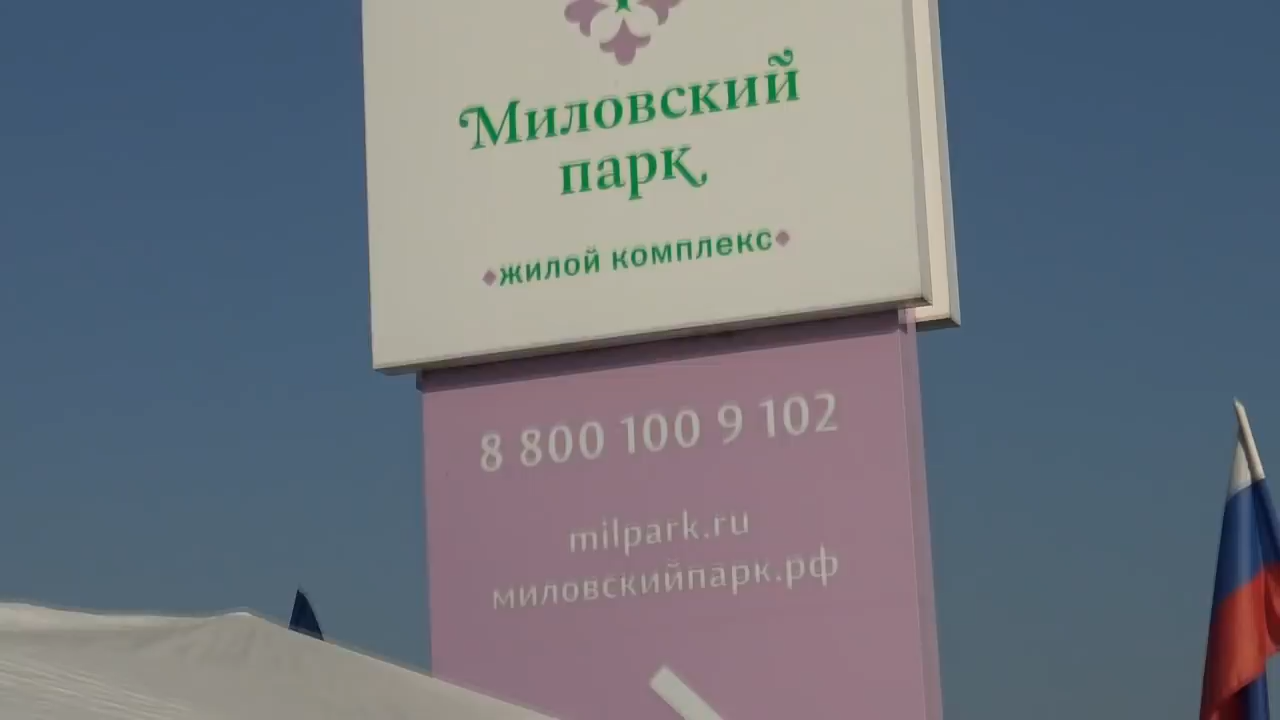 Миловский
парк
жилой комплекс
8 800 100 9 102
milpark.ru
миловскийпарк.рф